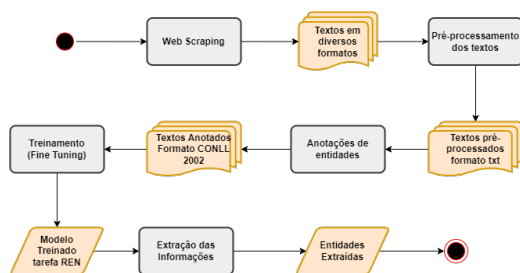 Web Scraping
Textos em
diversos
formatos
Pré-processamento
dos textos
Treinamento
(Fine Tuning)
Textos Anotados
Formato CONLL
2002
Anotações de
entidades
Textos pré-
processados
formato txt
Modelo
Treinado
tarefa REN
Extração das
Informações
Entidades
Extraídas